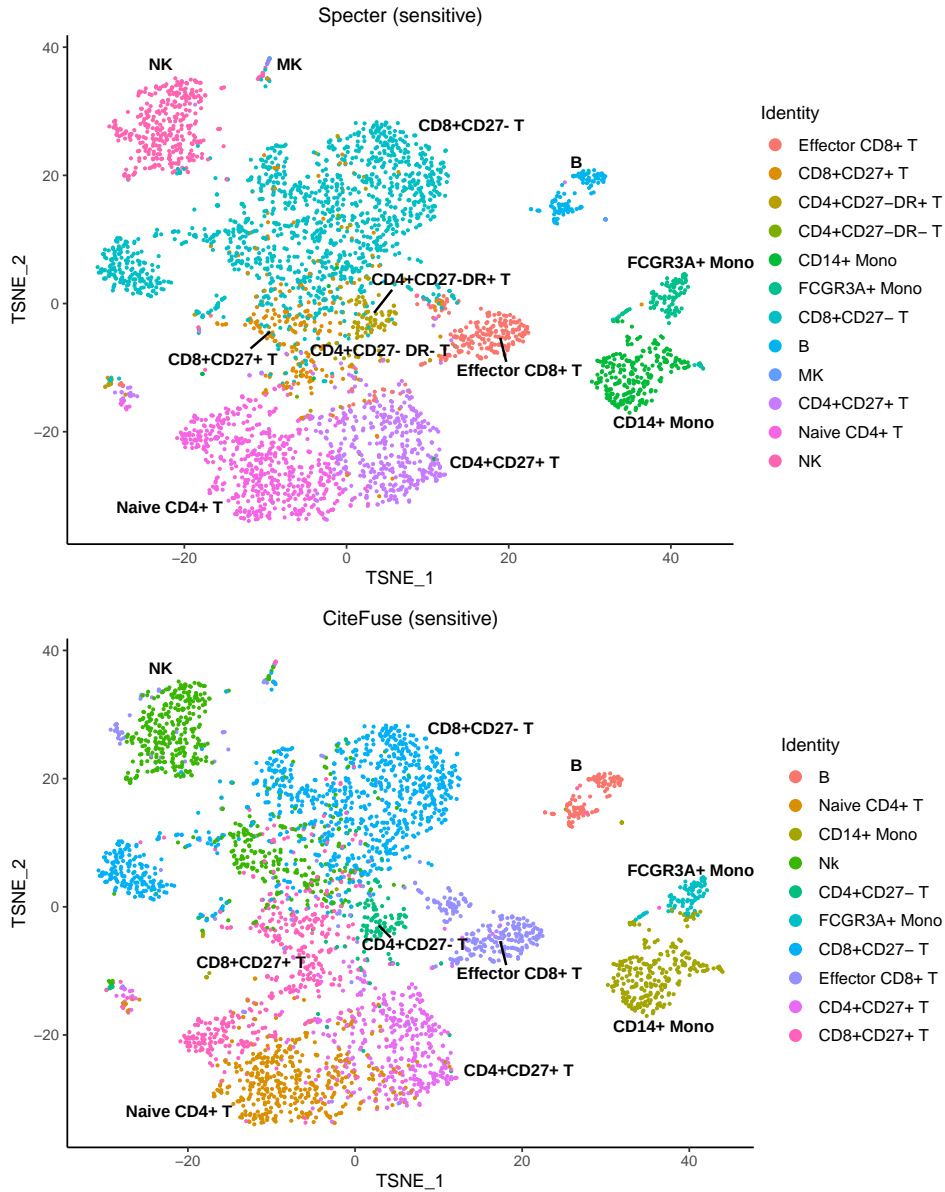 Specter (sensitive)
40
20
0
−20
TSNE_2
−20
0
20
40
TSNE_1
NK
MK
CD8+CD27- T
B
CD4+CD27-DR+ T
FCGR3A+ Mono
CD8+CD27+ T
CD4+CD27- DR- T
Effector CD8+ T
CD14+ Mono
CD4+CD27+ T
Naive CD4+ T
Identity
Effector CD8+ T
CD8+CD27+ T
CD4+CD27−DR+ T
CD4+CD27−DR− T
CD14+ Mono
FCGR3A+ Mono
CD8+CD27− T
B
MK
CD4+CD27+ T
Naive CD4+ T
NK
CiteFuse (sensitive)
40
20
0
−20
TSNE_2
−20
0
20
40
TSNE_1
NK
CD8+CD27- T
B
FCGR3A+ Mono
CD4+CD27- T
CD8+CD27+ T
Effector CD8+ T
CD14+ Mono
CD4+CD27+ T
Naive CD4+ T
Identity
B
Naive CD4+ T
CD14+ Mono
Nk
CD4+CD27− T
FCGR3A+ Mono
CD8+CD27− T
Effector CD8+ T
CD4+CD27+ T
CD8+CD27+ T